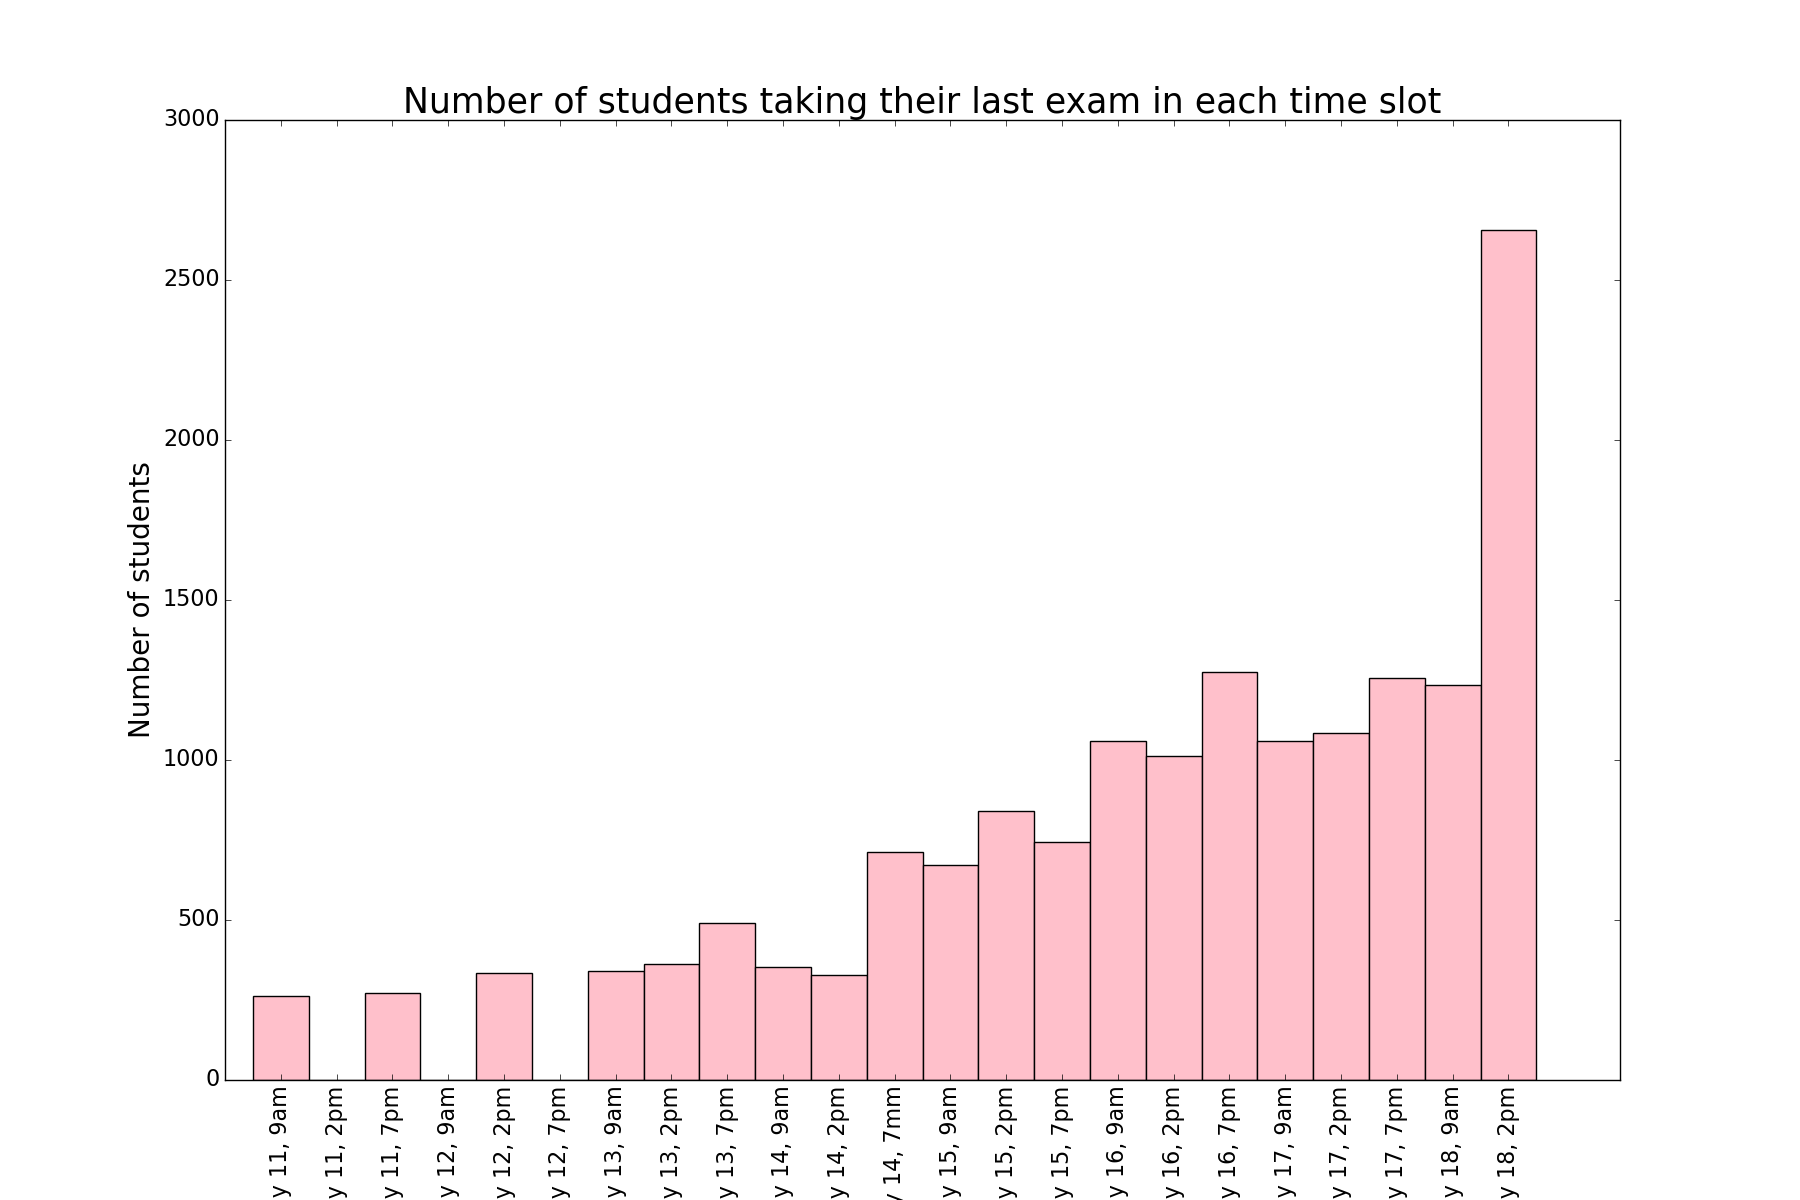 Number of students taking their last exam in each time slot
Number of students
3000
2500
2000
1500
1000
500
0
y 11, 9am
y 11, 2pm
y 11, 7pm
y 12, 9am
y 12, 2pm
y 12, 7pm
y 13, 9am
y 13, 2pm
y 13, 7pm
y 14, 9am
y 14, 2pm
y 14, 7mm
y 15, 9am
y 15, 2pm
y 15, 7pm
y 16, 9am
y 16, 2pm
y 16, 7pm
y 17, 9am
y 17, 2pm
y 17, 7pm
y 18, 9am
y 18, 2pm